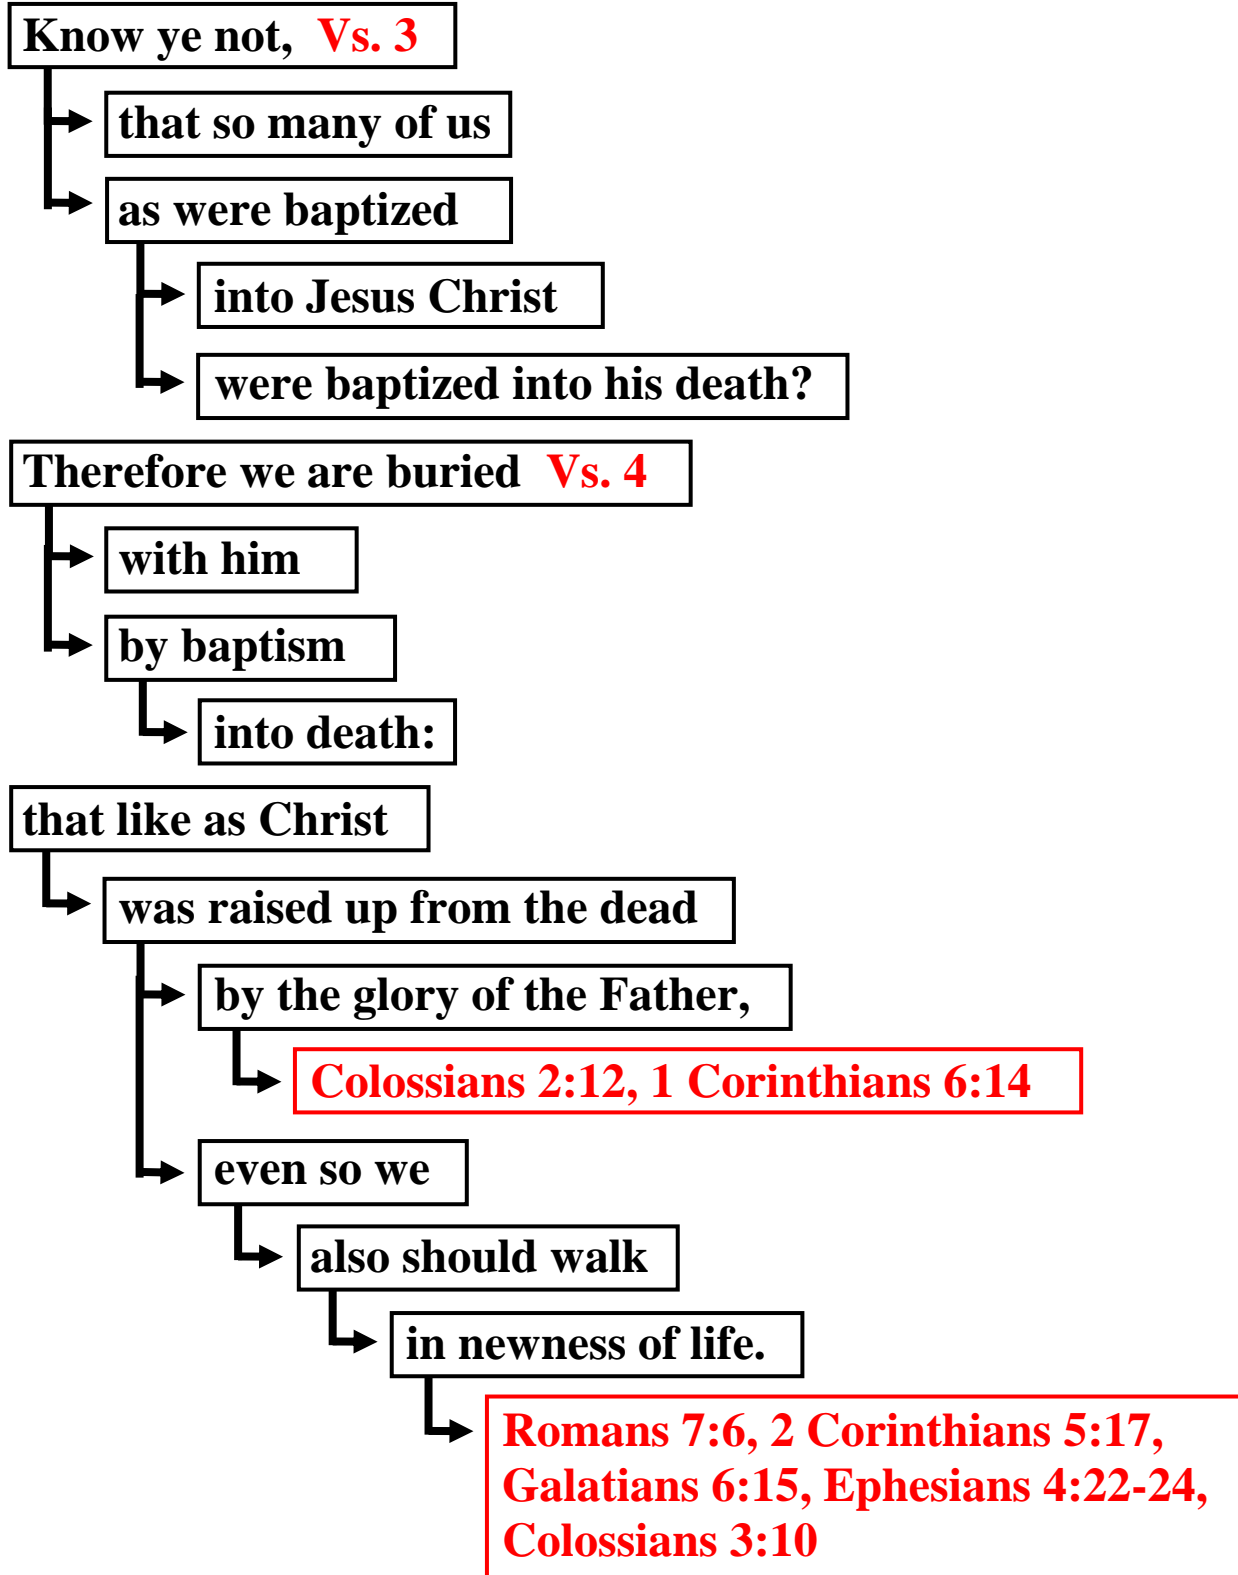 Know ye not, Vs. 3
that so many of us
as were baptized
into Jesus Christ
were baptized into his death?
Therefore we are buried Vs. 4
with him
by baptism
into death:
that like as Christ
was raised up from the dead
by the glory of the Father,
Colossians 2:12, 1 Corinthians 6:14
even so we
also should walk
in newness of life.
Romans 7:6, 2 Corinthians 5:17,
Galatians 6:15, Ephesians 4:22-24,
Colossians 3:10